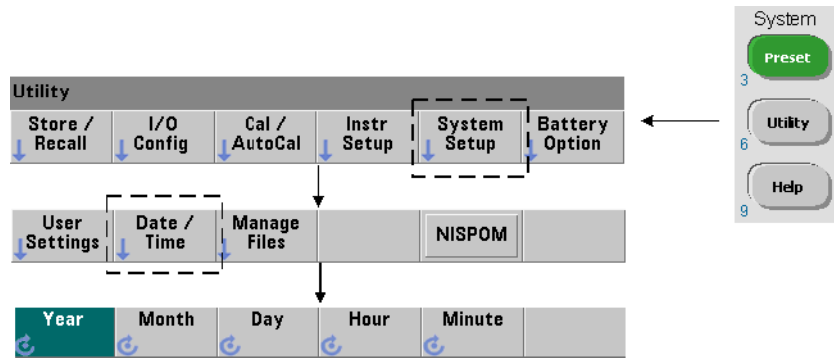 System
Preset
3
Utility
Store / I/O Cal / Instr System Battery
Recall Config AutoCal Setup Setup Option
Utility
6
Help
9
User Date / Manage
Settings Time Files NISPOM
Year Month Day Hour Minute